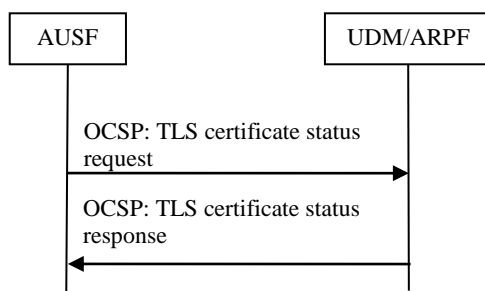 AUSF
UDM/ARPF
OCSP: TLS certificate status
request
OCSP: TLS certificate status
response